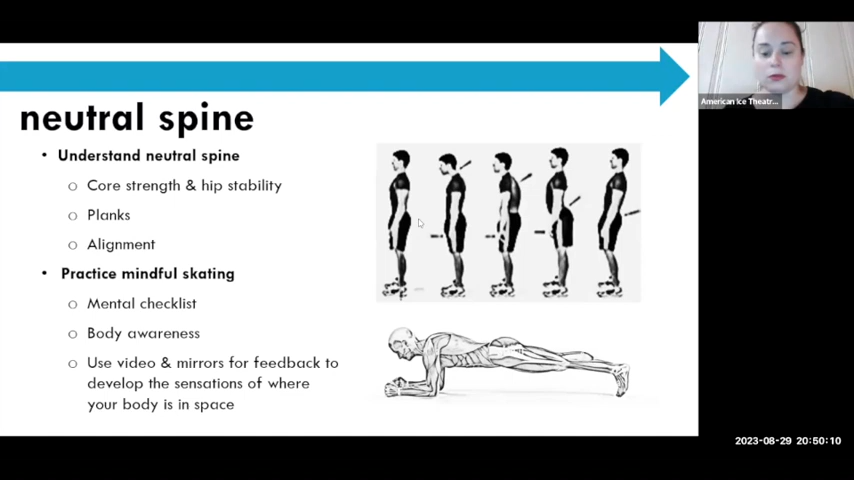 neutral spine
• Understand neutral spine
o Core strength & hip stability
o Planks
o Alignment
• Practice mindful skating
o Mental checklist
o Body awareness
o Use video & mirrors for feedback to
develop the sensations of where
your body is in space
American Ice Theatr...
2023-08-29 20:50:10